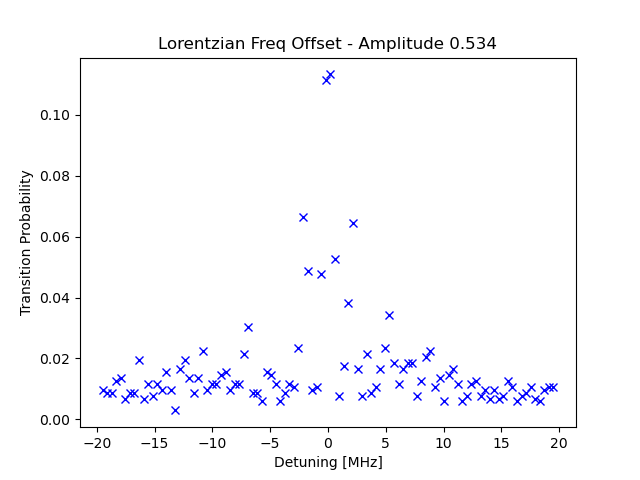 Lorentzian Freq Offset - Amplitude 0.534
Transition Probability
0.10
0.08
0.06
0.04
0.02
0.00
−20 −15 −10 −5 0 5 10 15 20
Detuning [MHz]